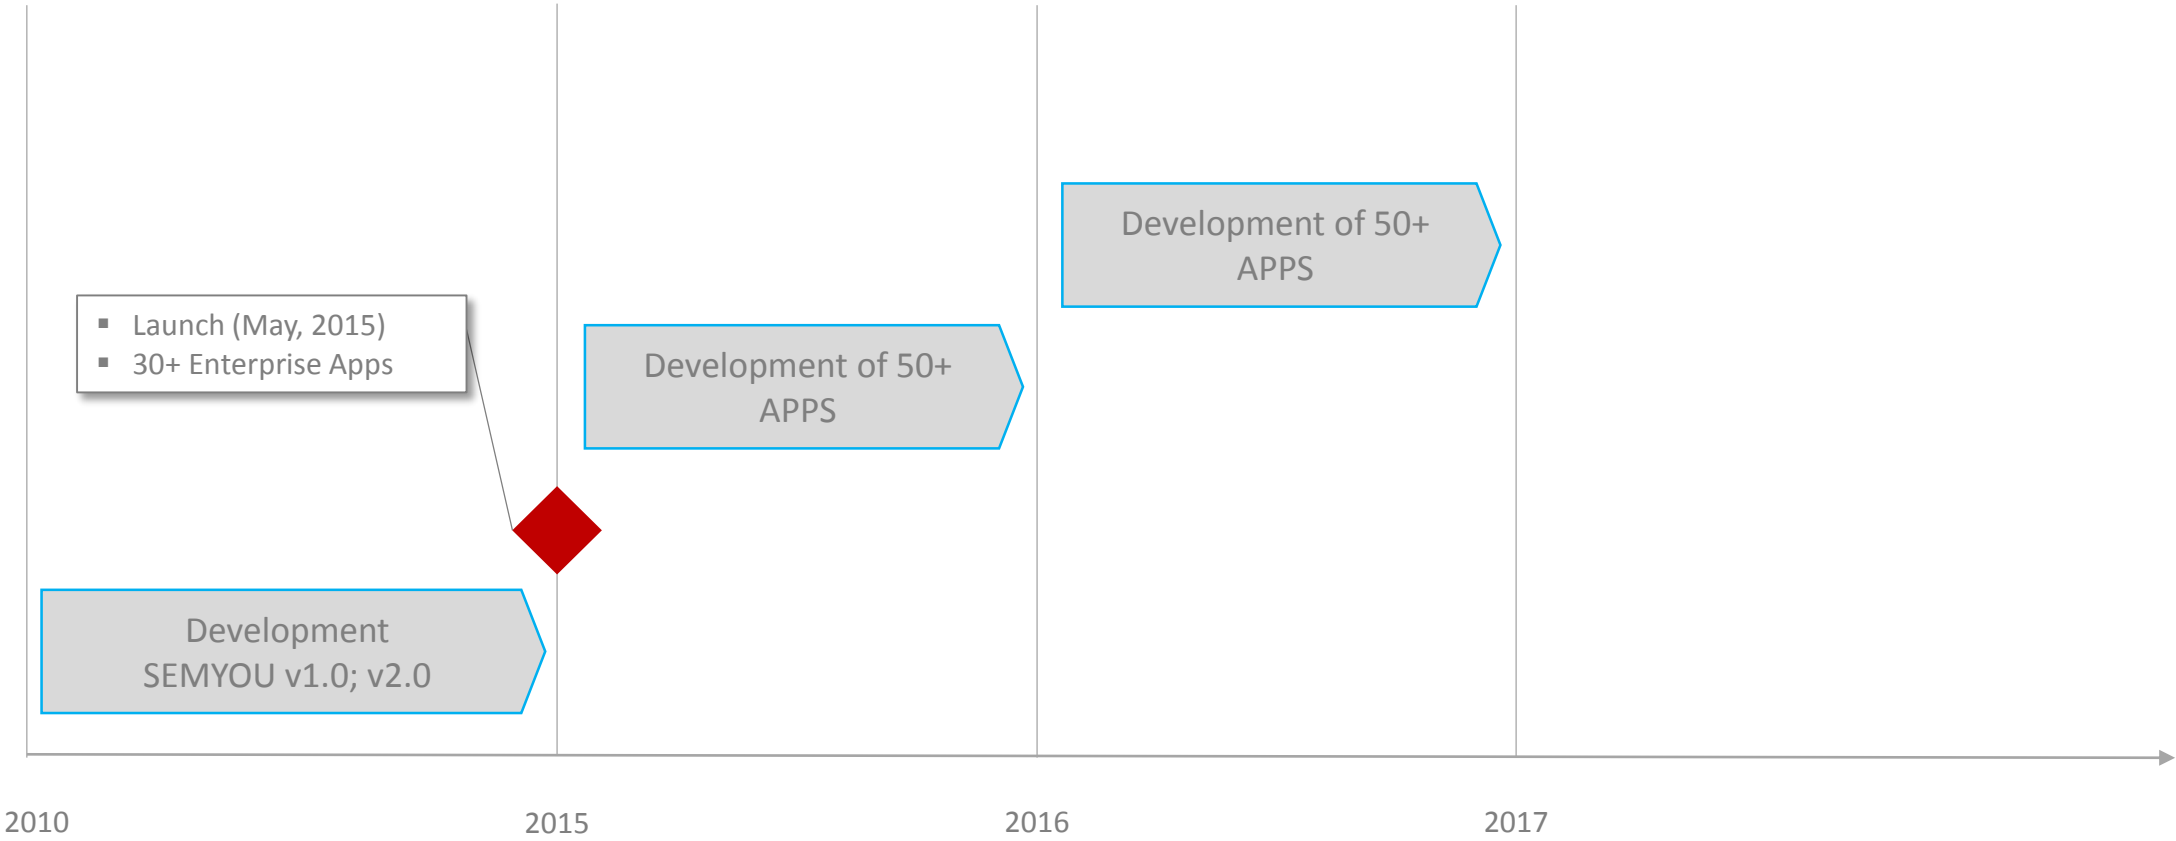 Development of 50+
APPS
▪ Launch (May, 2015)
▪ 30+ Enterprise Apps
Development of 50+
APPS
Development
SEMYOU v1.0; v2.0
2010
2015
2016
2017